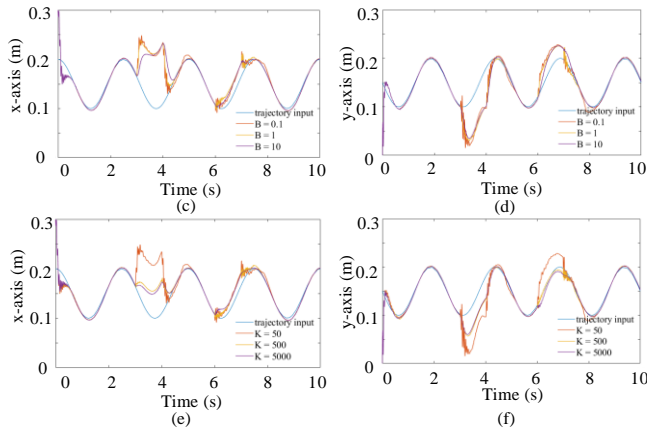 0.3
0.2
0.1
0
x-axis (m)
trajectory input
B = 0.1
B = 1
B = 10
0 2 4 6 8 10
Time (s)
(c)
0.3
0.2
0.1
0
y-axis (m)
trajectory input
B = 0.1
B = 1
B = 10
0 2 4 6 8 10
Time (s)
(d)
0.3
0.2
0.1
0
x-axis (m)
trajectory input
K = 50
K = 500
K = 5000
0 2 4 6 8 10
Time (s)
(e)
0.3
0.2
0.1
0
y-axis (m)
trajectory input
K = 50
K = 500
K = 5000
0 2 4 6 8 10
Time (s)
(f)